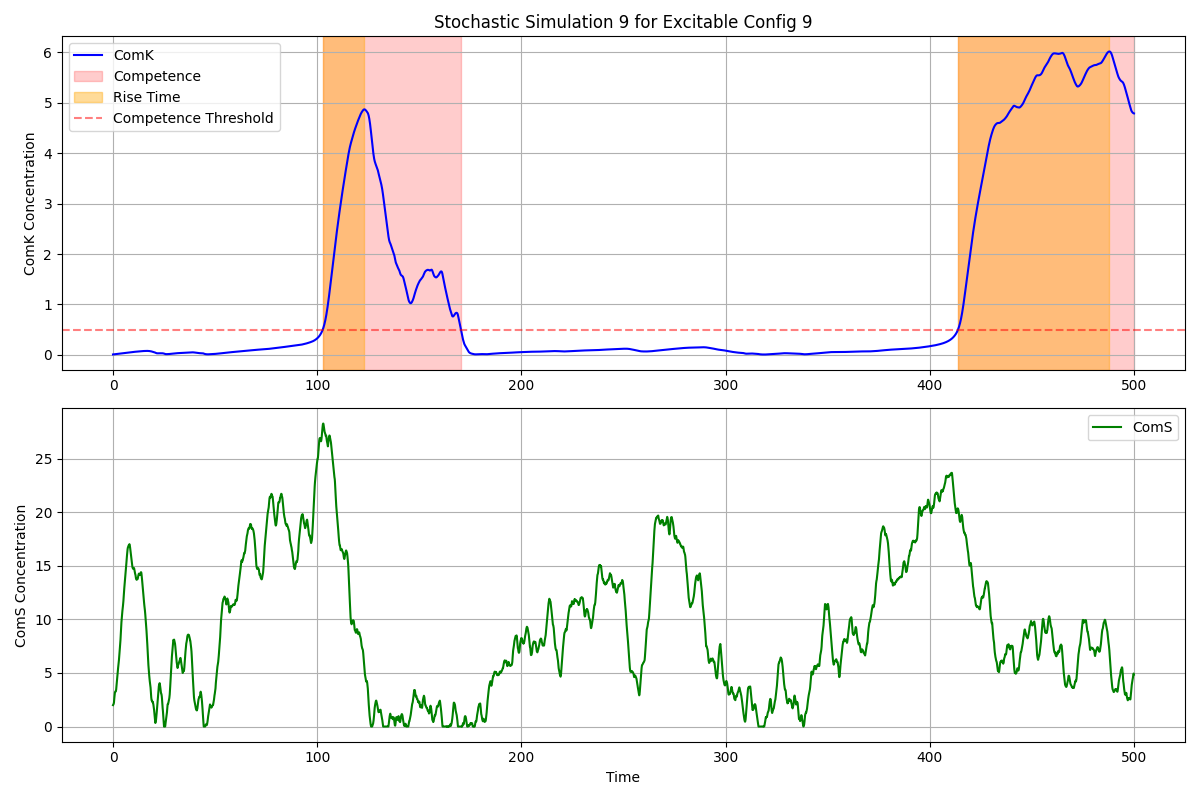 Stochastic Simulation 9 for Excitable Config 9
ComK Concentration
6
5
4
3
2
1
0
ComK
Competence
Rise Time
Competence Threshold
0 100 200 300 400 500
ComS Concentration
25
20
15
10
5
0
ComS
0 100 200 300 400 500
Time